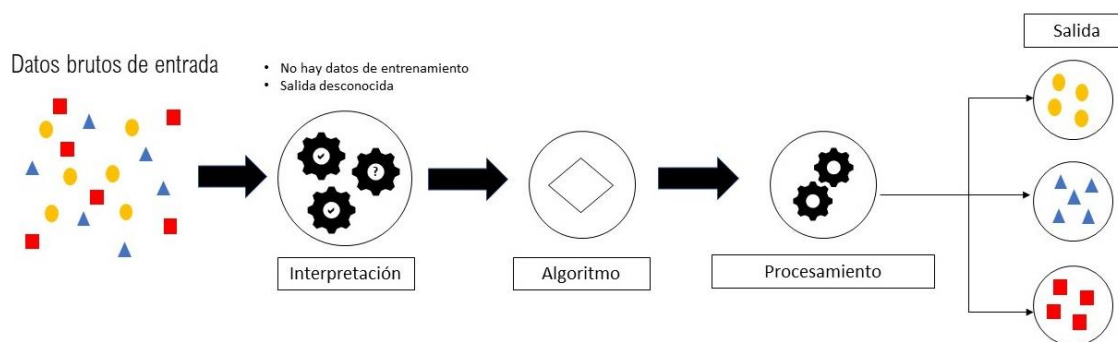 Salida
Datos brutos de entrada
• No hay datos de entrenamiento
• Salida desconocida
?
Interpretación
Algoritmo
Procesamiento